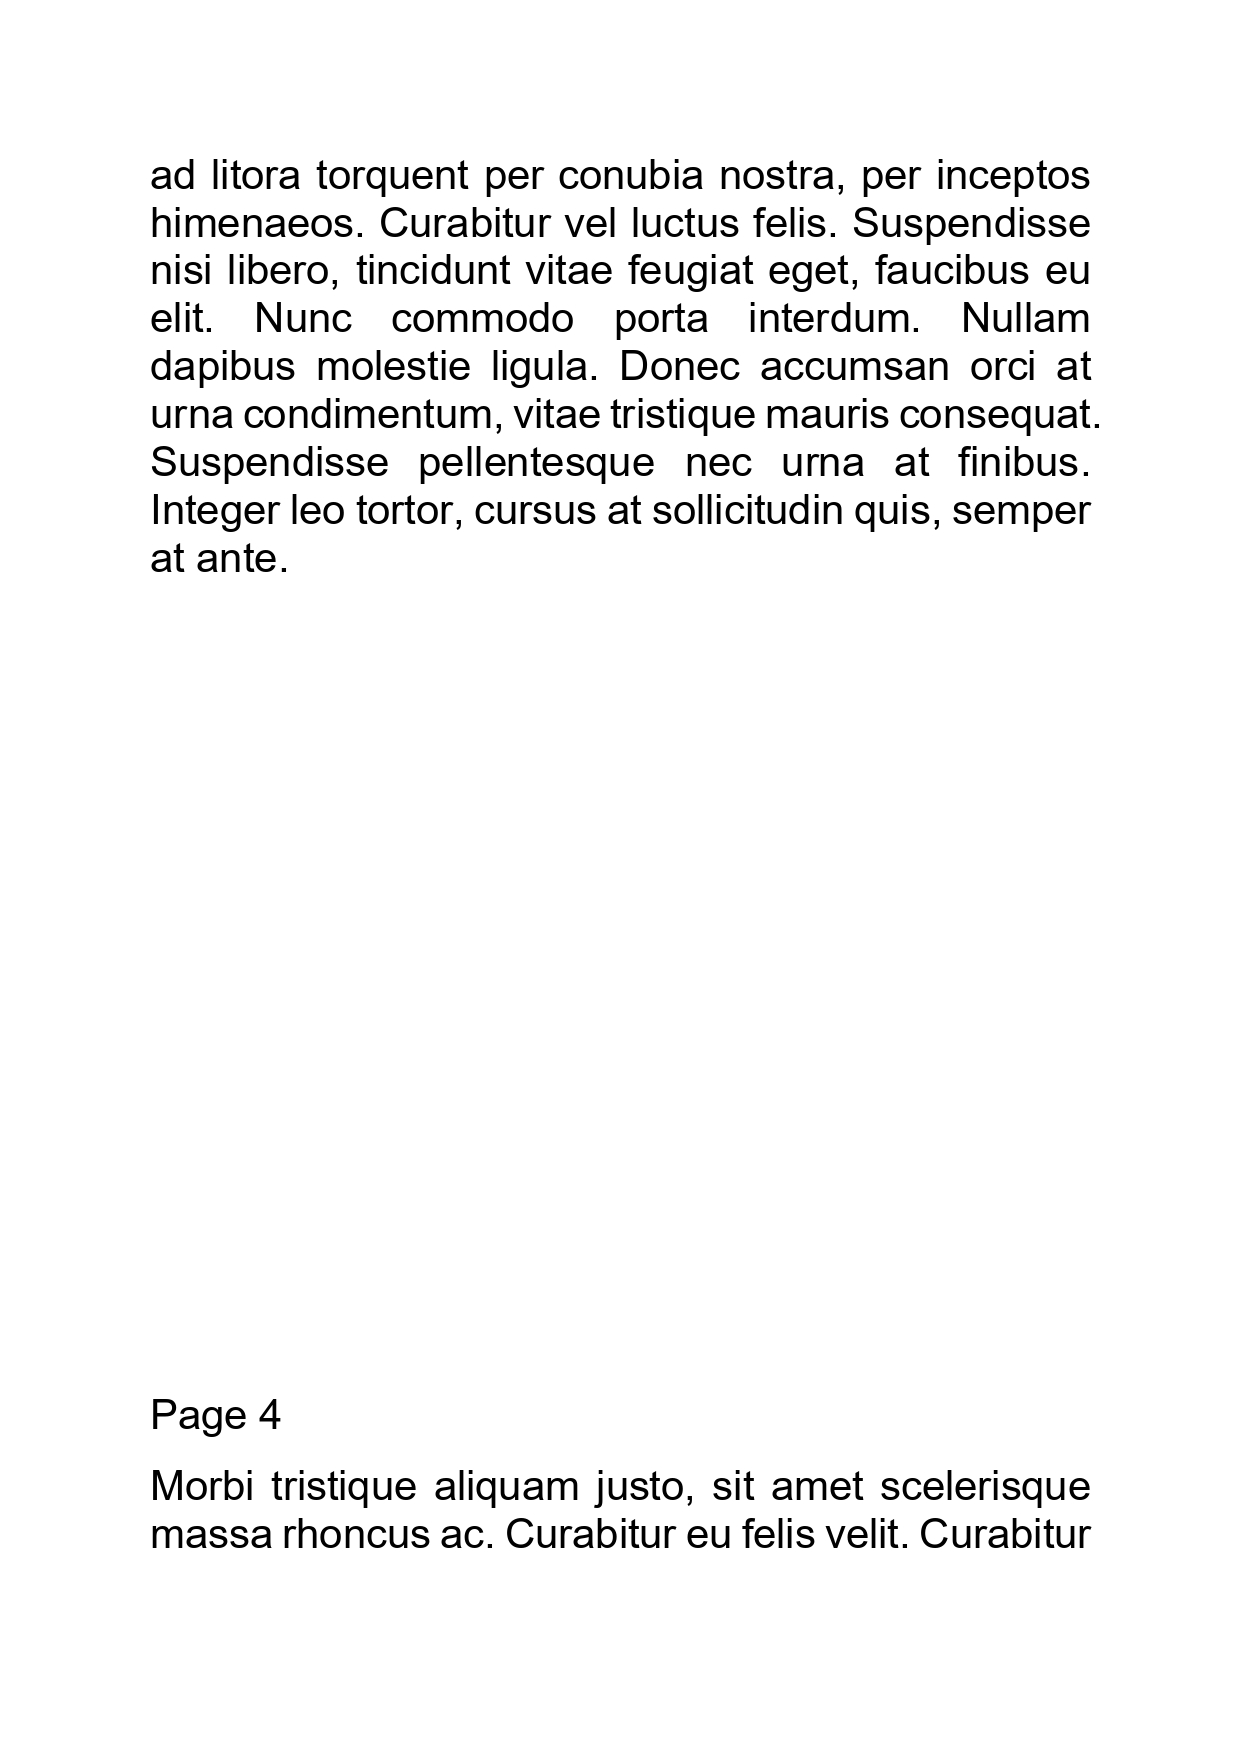 ad litora torquent per conubia nostra, per inceptos
himenaeos. Curabitur vel luctus felis. Suspendisse
nisi libero, tincidunt vitae feugiat eget, faucibus eu
elit. Nunc commodo porta interdum. Nullam
dapibus molestie ligula. Donec accumsan orci at
urna condimentum, vitae tristique mauris consequat.
Suspendisse pellentesque nec urna at finibus.
Integer leo tortor, cursus at sollicitudin quis, semper
at ante.
Page 4
Morbi tristique aliquam justo, sit amet scelerisque
massa rhoncus ac. Curabitur eu felis velit. Curabitur